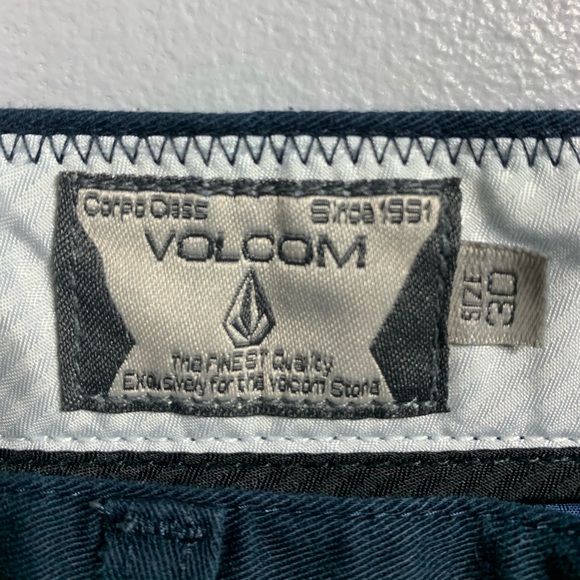 Corpo Class Since 1991
VOLCOM
The FINEST Quality
Exclusively for the Volcom Stone
SIZE
30